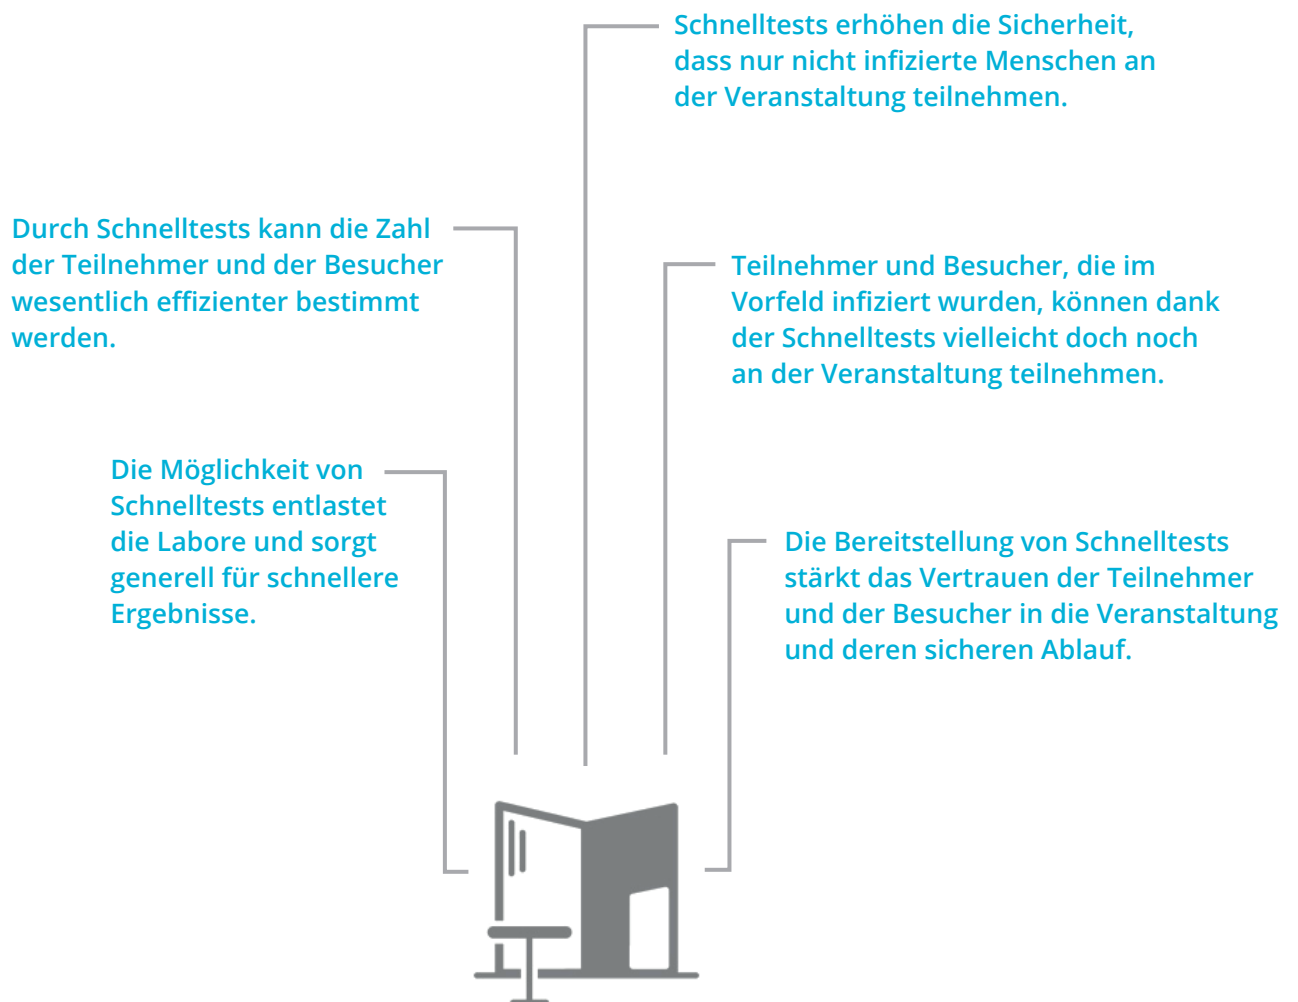 Schnelltests erhöhen die Sicherheit,
dass nur nicht infizierte Menschen an
der Veranstaltung teilnehmen.
Durch Schnelltests kann die Zahl
der Teilnehmer und der Besucher
wesentlich effizienter bestimmt
werden.
Teilnehmer und Besucher, die im
Vorfeld infiziert wurden, können dank
der Schnelltests vielleicht doch noch
an der Veranstaltung teilnehmen.
Die Möglichkeit von
Schnelltests entlastet
die Labore und sorgt
generell für schnellere
Ergebnisse.
Die Bereitstellung von Schnelltests
stärkt das Vertrauen der Teilnehmer
und der Besucher in die Veranstaltung
und deren sicheren Ablauf.